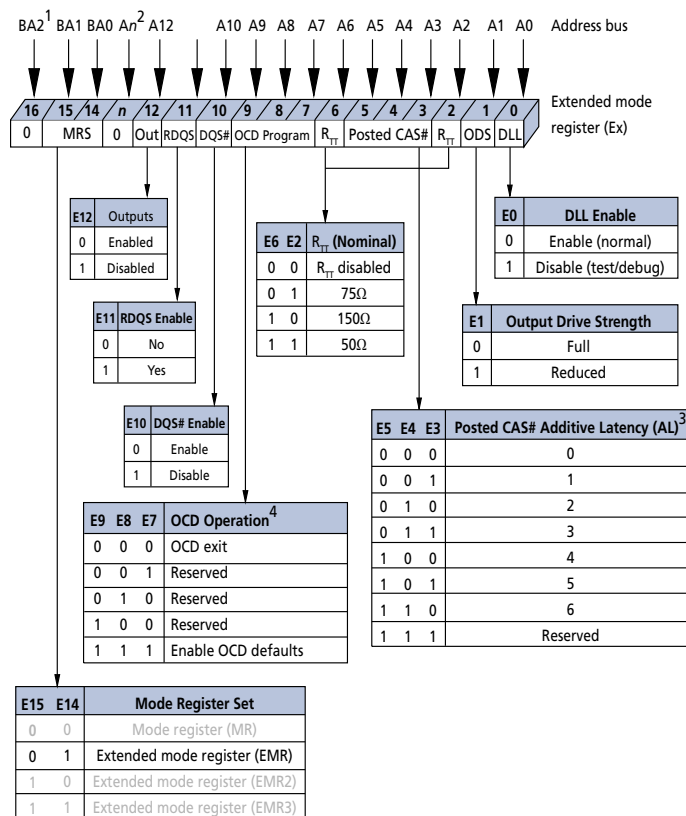 BA2¹ BA1 BA0 An² A12 A10 A9 A8 A7 A6 A5 A4 A3 A2 A1 A0 Address bus
16 15 14 n 12 11 10 9 8 7 6 5 4 3 2 1 0
0 MRS 0 Out RDQS DQS# OCD Program R_TT Posted CAS# R_TT ODS DLL
Extended mode
register (Ex)
E12 Outputs
0 Enabled
1 Disabled
E11 RDQS Enable
0 No
1 Yes
E10 DQS# Enable
0 Enable
1 Disable
E6 E2 R_TT (Nominal)
0 0 R_TT disabled
0 1 75Ω
1 0 150Ω
1 1 50Ω
E0 DLL Enable
0 Enable (normal)
1 Disable (test/debug)
E1 Output Drive Strength
0 Full
1 Reduced
E5 E4 E3 Posted CAS# Additive Latency (AL)³
0 0 0 0
0 0 1 1
0 1 0 2
0 1 1 3
1 0 0 4
1 0 1 5
1 1 0 6
1 1 1 Reserved
E9 E8 E7 OCD Operation⁴
0 0 0 OCD exit
0 0 1 Reserved
0 1 0 Reserved
1 0 0 Reserved
1 1 1 Enable OCD defaults
E15 E14 Mode Register Set
0 0 Mode register (MR)
0 1 Extended mode register (EMR)
1 0 Extended mode register (EMR2)
1 1 Extended mode register (EMR3)